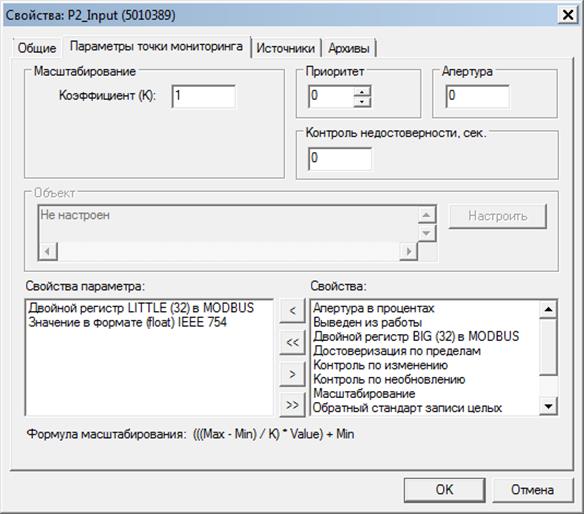 Свойства: P2_Input (5010389)
Общие Параметры точки мониторинга Источники Архивы
Масштабирование
Коэффициент (K): 1
Приоритет
0
Апертура
0
Контроль недостоверности, сек.
0
Объект
Не настроен
Настроить
Свойства параметра:
Двойной регистр LITTLE (32) в MODBUS
Значение в формате (float) IEEE 754
<
<<
>
>>
Свойства:
Апертура в процентах
Выведен из работы
Двойной регистр BIG (32) в MODBUS
Достоверизация по пределам
Контроль по изменению
Контроль по необновлению
Масштабирование
Обратный стандарт записи целых
Формула масштабирования: (((Max - Min) / K) * Value) + Min
OK Отмена